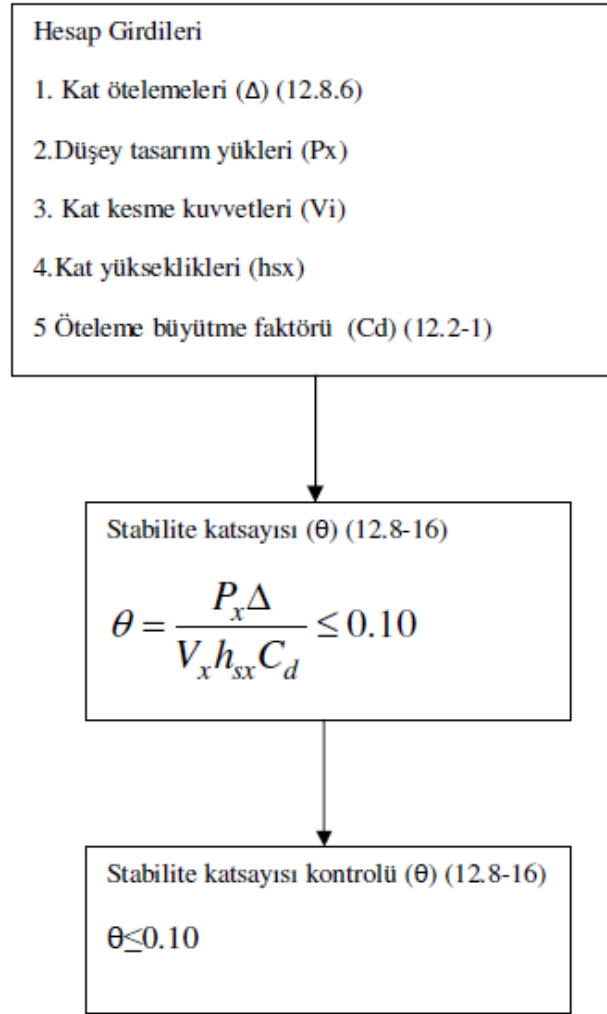 Hesap Girdileri
1. Kat ötelemeleri (Δ) (12.8.6)
2.Düşey tasarım yükleri (Px)
3. Kat kesme kuvvetleri (Vi)
4.Kat yükseklikleri (hsx)
5 Öteleme büyütme faktörü (Cd) (12.2-1)
Stabilite katsayısı (θ) (12.8-16)
θ = PₓΔ / VₓhₛₓC_d ≤ 0.10
Stabilite katsayısı kontrolü (θ) (12.8-16)
θ≤0.10